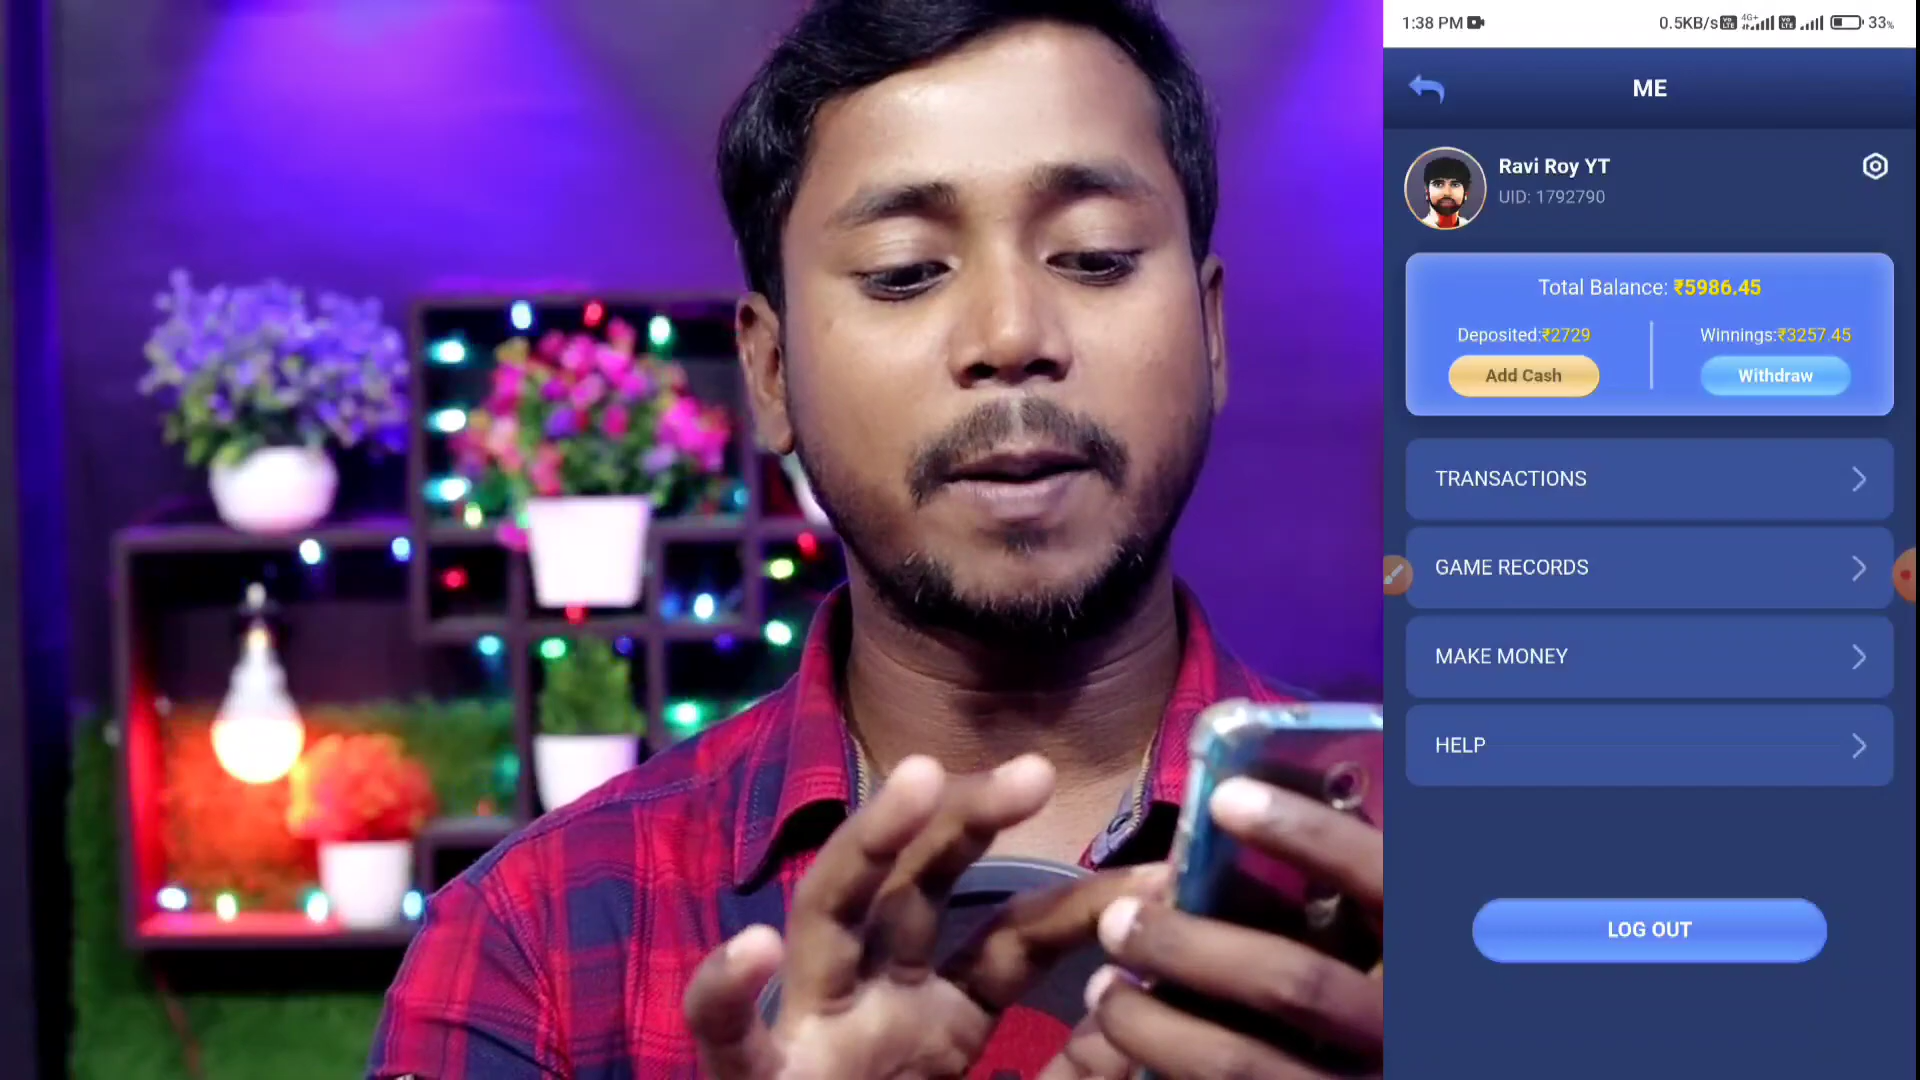 1:38 PM
0.5KB/s
4G+
33%
ME
Ravi Roy YT
UID: 1792790
Total Balance: ₹5986.45
Deposited:₹2729
Winnings:₹3257.45
Add Cash
Withdraw
TRANSACTIONS
GAME RECORDS
MAKE MONEY
HELP
LOG OUT